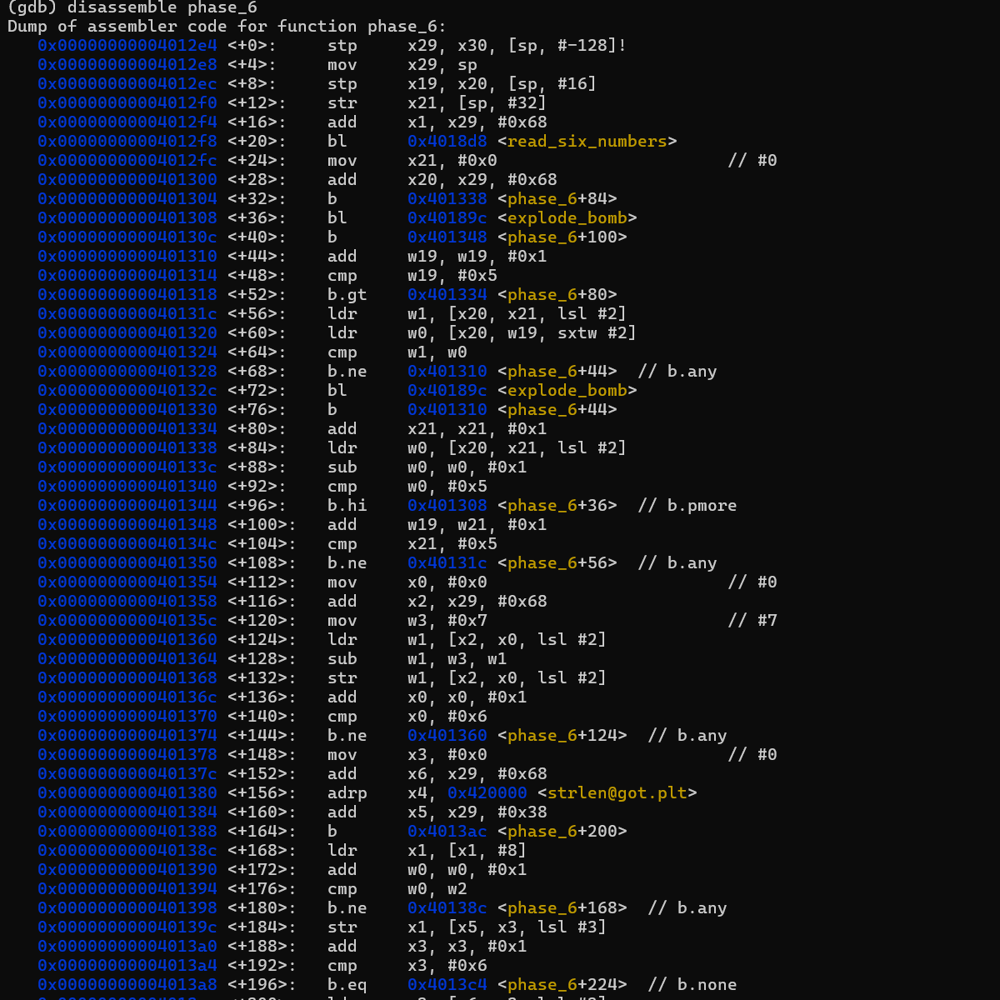 (gdb) disassemble phase_6
Dump of assembler code for function phase_6:
0x00000000004012e4 <+0>: stp x29, x30, [sp, #-128]!
0x00000000004012e8 <+4>: mov x29, sp
0x00000000004012ec <+8>: stp x19, x20, [sp, #16]
0x00000000004012f0 <+12>: str x21, [sp, #32]
0x00000000004012f4 <+16>: add x1, x29, #0x68
0x00000000004012f8 <+20>: bl 0x4018d8 <read_six_numbers>
0x00000000004012fc <+24>: mov x21, #0x0 // #0
0x0000000000401300 <+28>: add x20, x29, #0x68
0x0000000000401304 <+32>: b 0x401338 <phase_6+84>
0x0000000000401308 <+36>: bl 0x40189c <explode_bomb>
0x000000000040130c <+40>: b 0x401348 <phase_6+100>
0x0000000000401310 <+44>: add w19, w19, #0x1
0x0000000000401314 <+48>: cmp w19, #0x5
0x0000000000401318 <+52>: b.gt 0x401334 <phase_6+80>
0x000000000040131c <+56>: ldr w1, [x20, x21, lsl #2]
0x0000000000401320 <+60>: ldr w0, [x20, w19, sxtw #2]
0x0000000000401324 <+64>: cmp w1, w0
0x0000000000401328 <+68>: b.ne 0x401310 <phase_6+44> // b.any
0x000000000040132c <+72>: bl 0x40189c <explode_bomb>
0x0000000000401330 <+76>: b 0x401310 <phase_6+44>
0x0000000000401334 <+80>: add x21, x21, #0x1
0x0000000000401338 <+84>: ldr w0, [x20, x21, lsl #2]
0x000000000040133c <+88>: sub w0, w0, #0x1
0x0000000000401340 <+92>: cmp w0, #0x5
0x0000000000401344 <+96>: b.hi 0x401308 <phase_6+36> // b.pmore
0x0000000000401348 <+100>: add w19, w21, #0x1
0x000000000040134c <+104>: cmp x21, #0x5
0x0000000000401350 <+108>: b.ne 0x40131c <phase_6+56> // b.any
0x0000000000401354 <+112>: mov x0, #0x0 // #0
0x0000000000401358 <+116>: add x2, x29, #0x68
0x000000000040135c <+120>: mov w3, #0x7 // #7
0x0000000000401360 <+124>: ldr w1, [x2, x0, lsl #2]
0x0000000000401364 <+128>: sub w1, w3, w1
0x0000000000401368 <+132>: str w1, [x2, x0, lsl #2]
0x000000000040136c <+136>: add x0, x0, #0x1
0x0000000000401370 <+140>: cmp x0, #0x6
0x0000000000401374 <+144>: b.ne 0x401360 <phase_6+124> // b.any
0x0000000000401378 <+148>: mov x3, #0x0 // #0
0x000000000040137c <+152>: add x6, x29, #0x68
0x0000000000401380 <+156>: adrp x4, 0x420000 <strlen@got.plt>
0x0000000000401384 <+160>: add x5, x29, #0x38
0x0000000000401388 <+164>: b 0x4013ac <phase_6+200>
0x000000000040138c <+168>: ldr x1, [x1, #8]
0x0000000000401390 <+172>: add w0, w0, #0x1
0x0000000000401394 <+176>: cmp w0, w2
0x0000000000401398 <+180>: b.ne 0x40138c <phase_6+168> // b.any
0x000000000040139c <+184>: str x1, [x5, x3, lsl #3]
0x00000000004013a0 <+188>: add x3, x3, #0x1
0x00000000004013a4 <+192>: cmp x3, #0x6
0x00000000004013a8 <+196>: b.eq 0x4013c4 <phase_6+224> // b.none